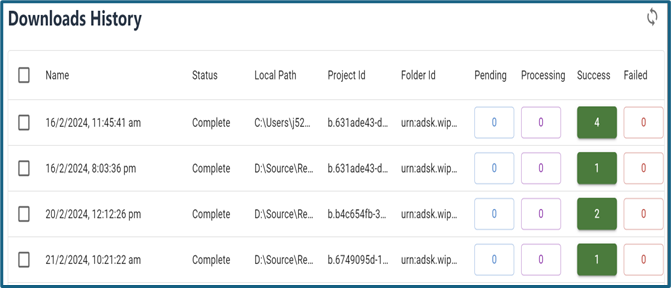 Downloads History
Name Status Local Path Project Id Folder Id Pending Processing Success Failed
16/2/2024, 11:45:41 am Complete C:\Users\j52... b.631ade43-d... urn:adsk.wip... 0 0 4 0
16/2/2024, 8:03:36 pm Complete D:\Source\Re... b.631ade43-d... urn:adsk.wip... 0 0 1 0
20/2/2024, 12:12:26 pm Complete D:\Source\Re... b.b4c654fb-3... urn:adsk.wip... 0 0 2 0
21/2/2024, 10:21:22 am Complete D:\Source\Re... b.6749095d-1... urn:adsk.wip... 0 0 1 0